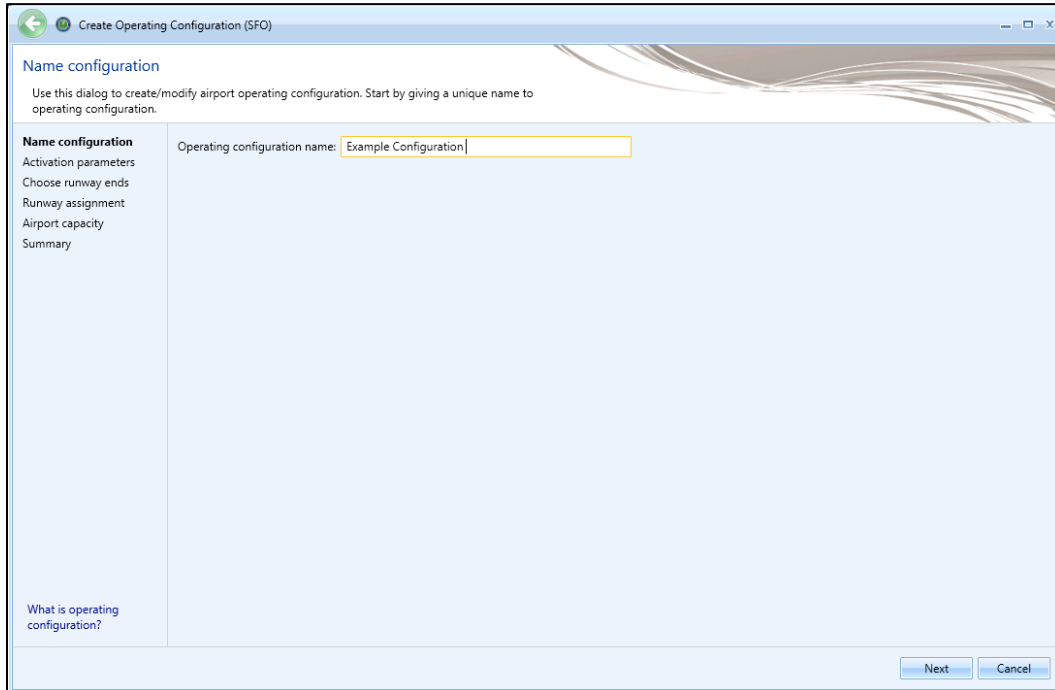 Create Operating Configuration (SFO)
Name configuration
Use this dialog to create/modify airport operating configuration. Start by giving a unique name to
operating configuration.
Name configuration
Activation parameters
Choose runway ends
Runway assignment
Airport capacity
Summary
Operating configuration name: Example Configuration
What is operating
configuration?
Next Cancel